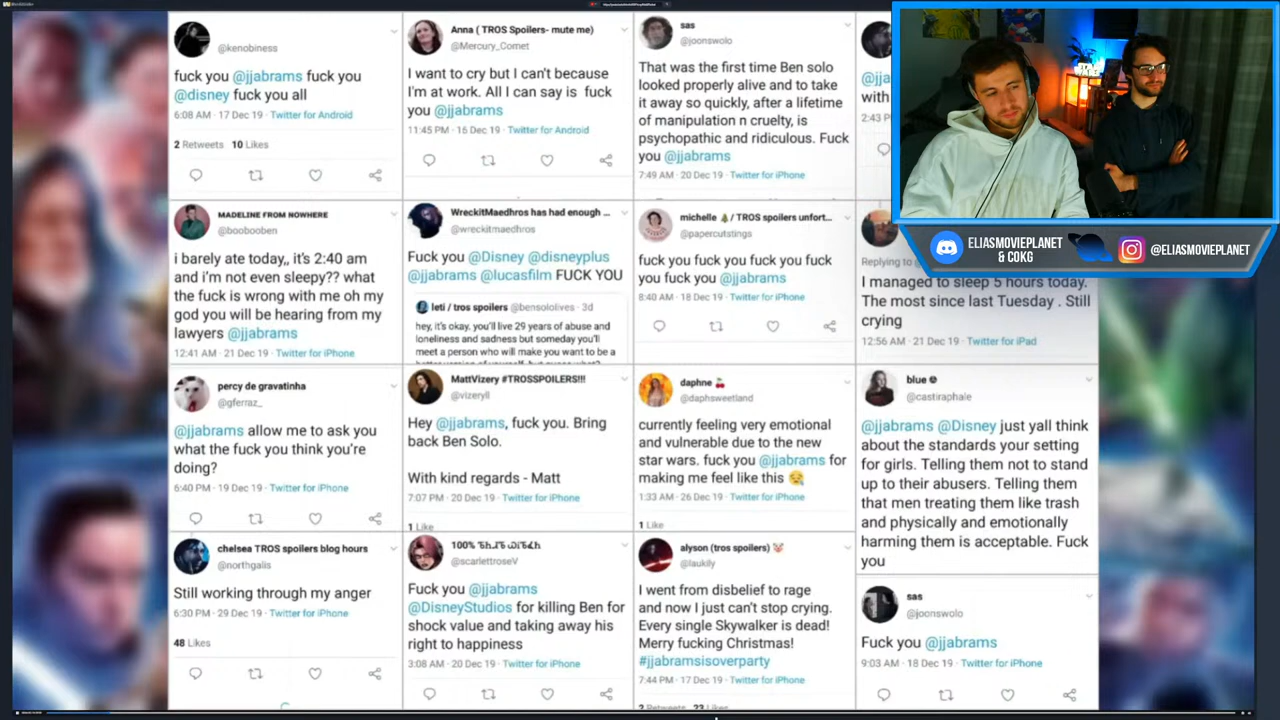 @kenobiness
fuck you @jjabrams fuck you
@disney fuck you all
6:08 AM · 17 Dec 19 · Twitter for Android
2 Retweets 10 Likes
Anna ( TROS Spoilers- mute me)
@Mercury_Comet
I want to cry but I can't because
I'm at work. All I can say is fuck
you @jjabrams
11:45 PM · 16 Dec 19 · Twitter for Android
sas
@joonswolo
That was the first time Ben solo
looked properly alive and to take
it away so quickly, after a lifetime
of manipulation n cruelty, is
psychopathic and ridiculous. Fuck
you @jjabrams
7:49 AM · 20 Dec 19 · Twitter for iPhone
@jja
with
2:43 P
STAR
WARS
ELIASMOVIEPLANET
& COKG
@ELIASMOVIEPLANET
MADELINE FROM NOWHERE
@boobooben
i barely ate today,, it's 2:40 am
and i'm not even sleepy?? what
the fuck is wrong with me oh my
god you will be hearing from my
lawyers @jjabrams
12:41 AM · 21 Dec 19 · Twitter for iPhone
WreckitMaedhros has had enough ...
@wreckitmaedhros
Fuck you @Disney @disneyplus
@jjabrams @lucasfilm FUCK YOU
leti / tros spoilers @bensololives · 3d
hey, it's okay. you'll live 29 years of abuse and
loneliness and sadness but someday you'll
meet a person who will make you want to be a
michelle 🎄/ TROS spoilers unfort...
@papercutstings
fuck you fuck you fuck you fuck
you fuck you @jjabrams
8:40 AM · 18 Dec 19 · Twitter for iPhone
Replying to
I managed to sleep 5 hours today.
The most since last Tuesday . Still
crying
12:56 AM · 21 Dec 19 · Twitter for iPad
percy de gravatinha
@gferraz_
@jjabrams allow me to ask you
what the fuck you think you're
doing?
6:40 PM · 19 Dec 19 · Twitter for iPhone
MattVizery #TROSSPOILERS!!!
@vizeryll
Hey @jjabrams, fuck you. Bring
back Ben Solo.
With kind regards - Matt
7:07 PM · 20 Dec 19 · Twitter for iPhone
1 Like
daphne 🍒
@daphsweetland
currently feeling very emotional
and vulnerable due to the new
star wars. fuck you @jjabrams for
making me feel like this 😪
1:33 AM · 26 Dec 19 · Twitter for iPhone
1 Like
blue
@castiraphaie
@jjabrams @Disney just yall think
about the standards your setting
for girls. Telling them not to stand
up to their abusers. Telling them
that men treating them like trash
and physically and emotionally
harming them is acceptable. Fuck
you
chelsea TROS spoilers blog hours
@northgalis
Still working through my anger
6:30 PM · 29 Dec 19 · Twitter for iPhone
48 Likes
100%
@scarlettroseV
Fuck you @jjabrams
@DisneyStudios for killing Ben for
shock value and taking away his
right to happiness
3:08 AM · 20 Dec 19 · Twitter for iPhone
alyson (tros spoilers)
@laukily
I went from disbelief to rage
and now I just can't stop crying.
Every single Skywalker is dead!
Merry fucking Christmas!
#jjabramsisoverparty
7:44 PM · 17 Dec 19 · Twitter for iPhone
2 Retweets 23 Likes
sas
@joonswolo
Fuck you @jjabrams
9:03 AM · 18 Dec 19 · Twitter for iPhone